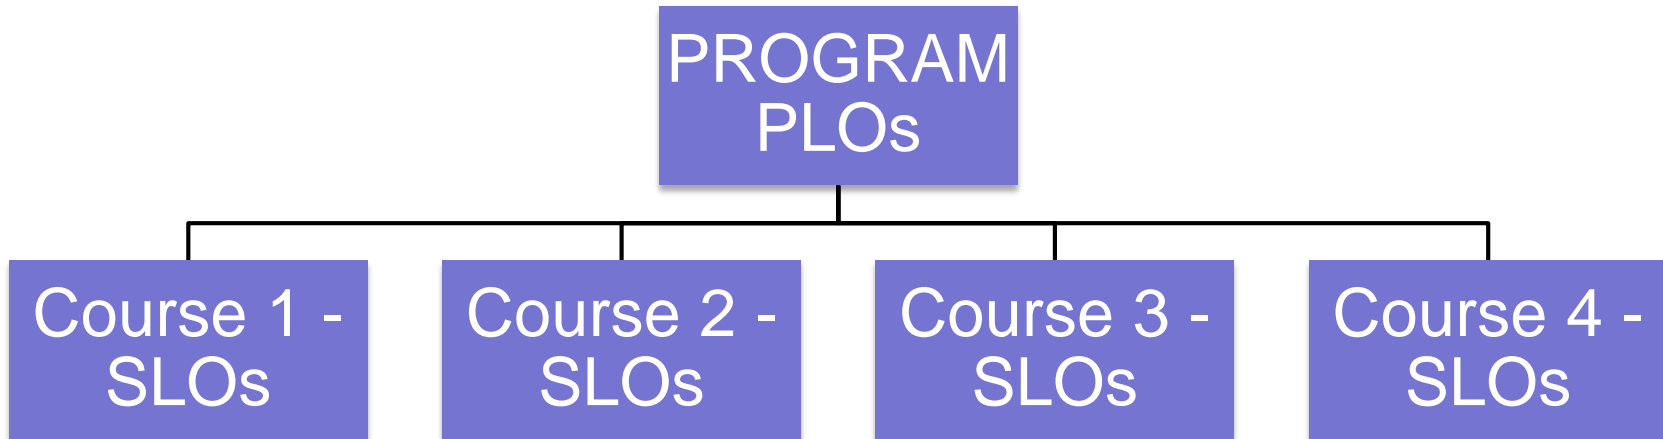 PROGRAM
PLOs
Course 1 -
SLOs
Course 2 -
SLOs
Course 3 -
SLOs
Course 4 -
SLOs